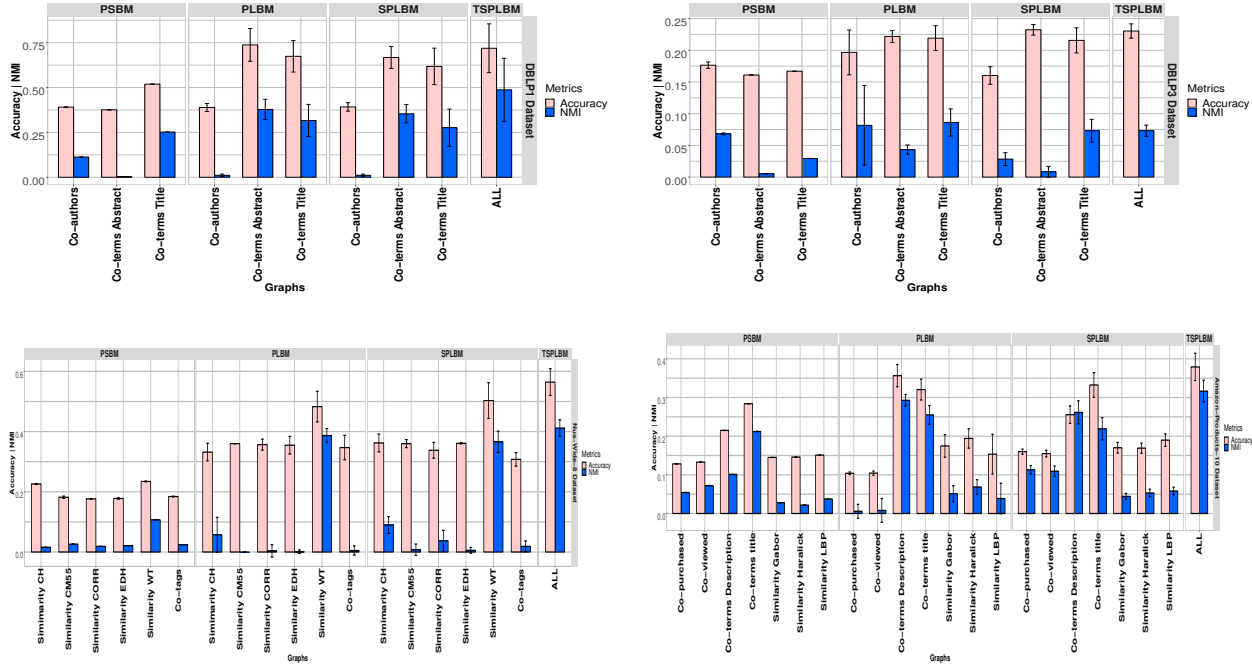 PSBM
PLBM
SPLBM
TSPLBM
Accuracy | NMI
0.75
0.50
0.25
0.00
DBLP1 Dataset
Metrics
Accuracy
NMI
Co−authors
Co−terms Abstract
Co−terms Title
Co−authors
Co−terms Abstract
Co−terms Title
Co−authors
Co−terms Abstract
Co−terms Title
ALL
Graphs
PSBM
PLBM
SPLBM
TSPLBM
Accuracy | NMI
0.25
0.20
0.15
0.10
0.05
0.00
DBLP3 Dataset
Metrics
Accuracy
NMI
Co−authors
Co−terms Abstract
Co−terms Title
Co−authors
Co−terms Abstract
Co−terms Title
Co−authors
Co−terms Abstract
Co−terms Title
ALL
Graphs
PSBM
PLBM
SPLBM
TSPLBM
Accuracy | NMI
0.6
0.4
0.2
0.0
Nus−Wide−8 Dataset
Metrics
Accuracy
NMI
Simimarity CH
Similarity CM55
Similarity CORR
Similarity EDH
Similarity WT
Co−tags
Simimarity CH
Similarity CM55
Similarity CORR
Similarity EDH
Similarity WT
Co−tags
Simimarity CH
Similarity CM55
Similarity CORR
Similarity EDH
Similarity WT
Co−tags
ALL
Graphs
PSBM
PLBM
SPLBM
TSPLBM
Accuracy | NMI
0.4
0.3
0.2
0.1
0.0
Amazon−Products−10 Dataset
Metrics
Accuracy
NMI
Co−purchased
Co−viewed
Co−terms Description
Co−terms title
Similarity Gabor
Similarity Haralick
Similarity LBP
Co−purchased
Co−viewed
Co−terms Description
Co−terms title
Similarity Gabor
Similarity Haralick
Similarity LBP
Co−purchased
Co−viewed
Co−terms Description
Co−terms title
Similarity Gabor
Similarity Haralick
Similarity LBP
ALL
Graphs